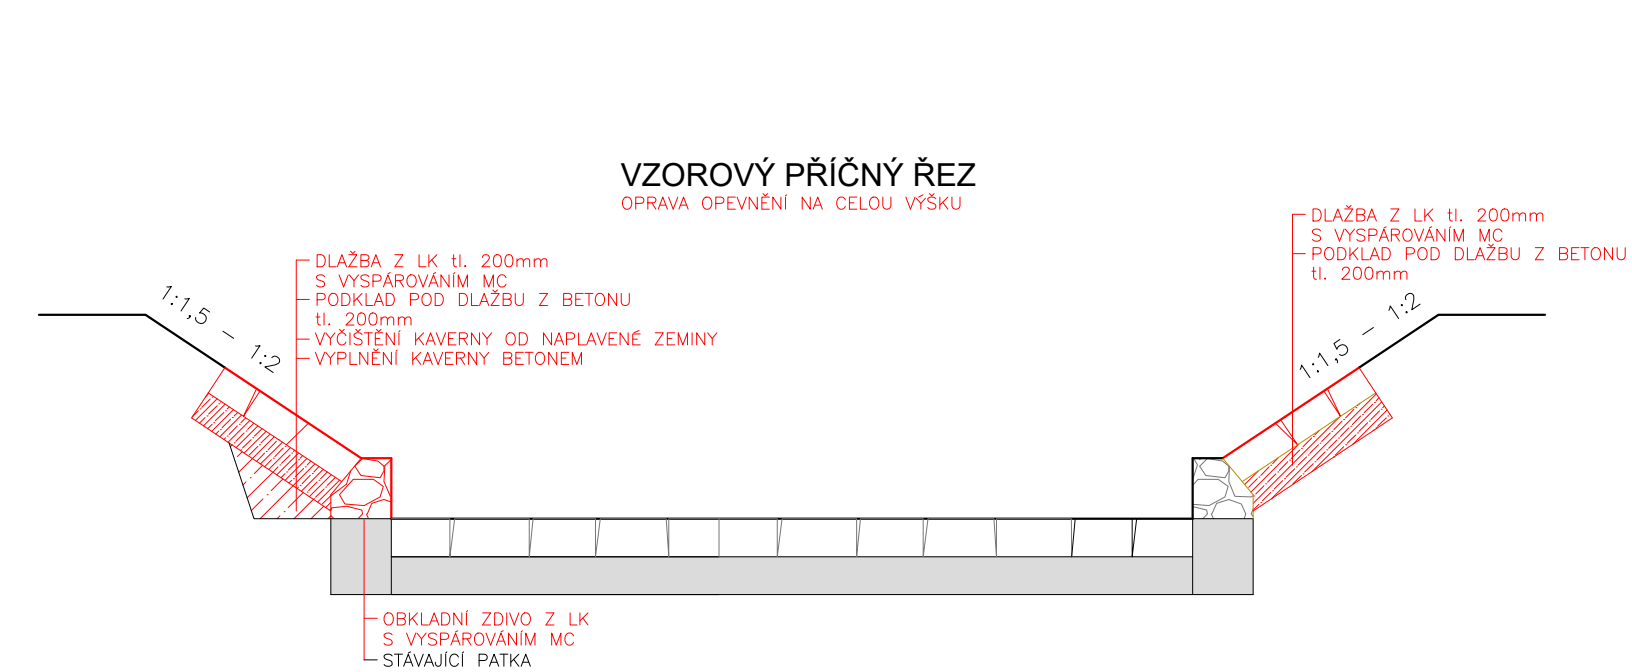 VZOROVÝ PŘÍČNÝ ŘEZ
OPRAVA OPEVNĚNÍ NA CELOU VÝŠKU
DLAŽBA Z LK tl. 200mm
S VYSPÁROVÁNÍM MC
PODKLAD POD DLAŽBU Z BETONU
tl. 200mm
VYČIŠTĚNÍ KAVERNY OD NAPLAVENÉ ZEMINY
VYPLNĚNÍ KAVERNY BETONEM
1:1,5 – 1:2
DLAŽBA Z LK tl. 200mm
S VYSPÁROVÁNÍM MC
PODKLAD POD DLAŽBU Z BETONU
tl. 200mm
1:1,5 – 1:2
OBKLADNÍ ZDIVO Z LK
S VYSPÁROVÁNÍM MC
STÁVAJÍCÍ PATKA